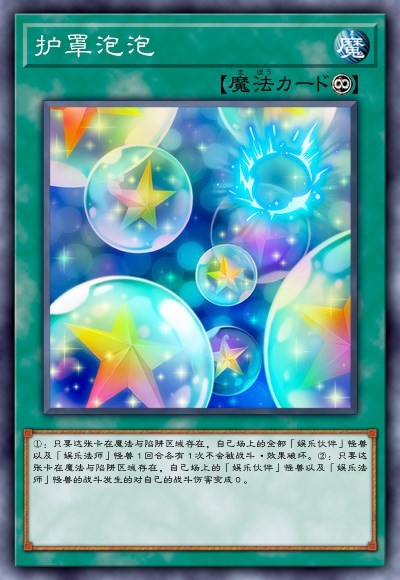 护罩泡泡
魔
【魔法カード】
まほう
①：只要这张卡在魔法与陷阱区域存在，自己场上的全部「娱乐伙伴」怪兽
以及「娱乐法师」怪兽１回合各有１次不会被战斗·效果破坏。②：只要这
张卡在魔法与陷阱区域存在，自己场上的「娱乐伙伴」怪兽以及「娱乐法
师」怪兽的战斗发生的对自己的战斗伤害变成０。